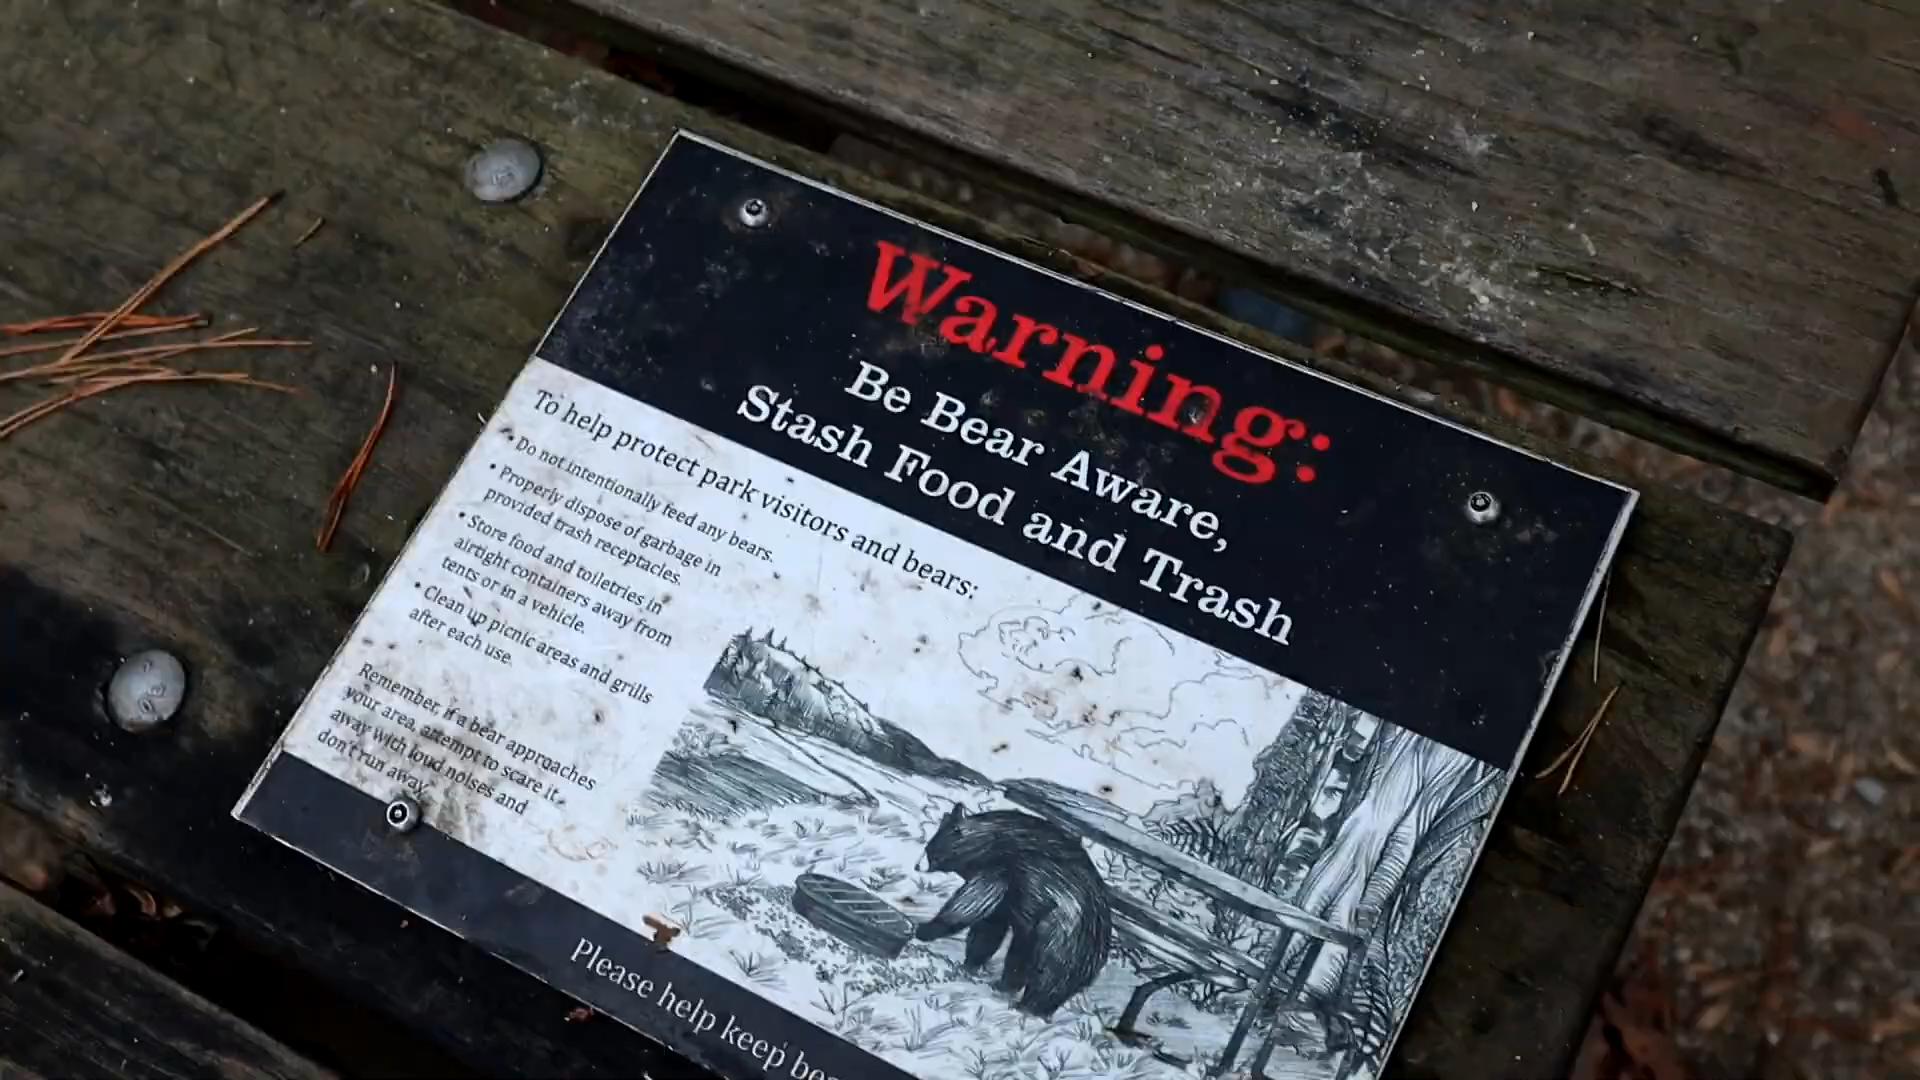 Warning:
Be Bear Aware,
Stash Food and Trash
To help protect park visitors and bears:
• Do not intentionally feed any bears.
• Properly dispose of garbage in
provided trash receptacles.
• Store food and toiletries in
airtight containers away from
tents or in a vehicle.
• Clean up picnic areas and grills
after each use.
Remember, if a bear approaches
your area, attempt to scare it
away with loud noises and
don't run away.
Please help keep